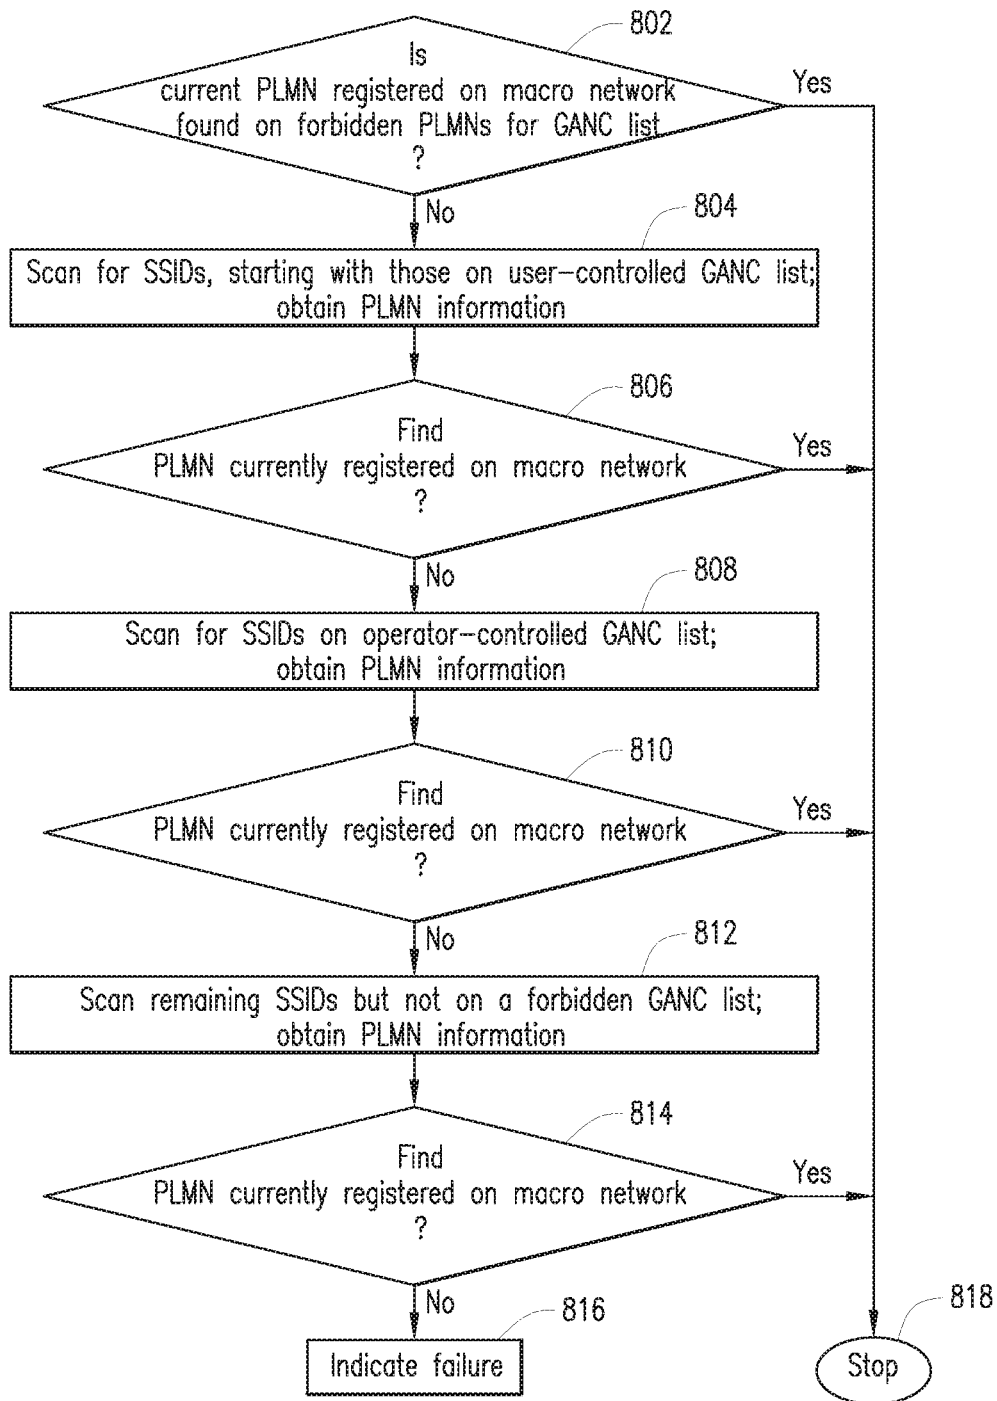 802
Is
current PLMN registered on macro network
found on forbidden PLMNs for GANC list
?
Yes
No
804
Scan for SSIDs, starting with those on user-controlled GANC list;
obtain PLMN information
806
Find
PLMN currently registered on macro network
?
Yes
No
808
Scan for SSIDs on operator-controlled GANC list;
obtain PLMN information
810
Find
PLMN currently registered on macro network
?
Yes
No
812
Scan remaining SSIDs but not on a forbidden GANC list;
obtain PLMN information
814
Find
PLMN currently registered on macro network
?
Yes
No
816
Indicate failure
818
Stop